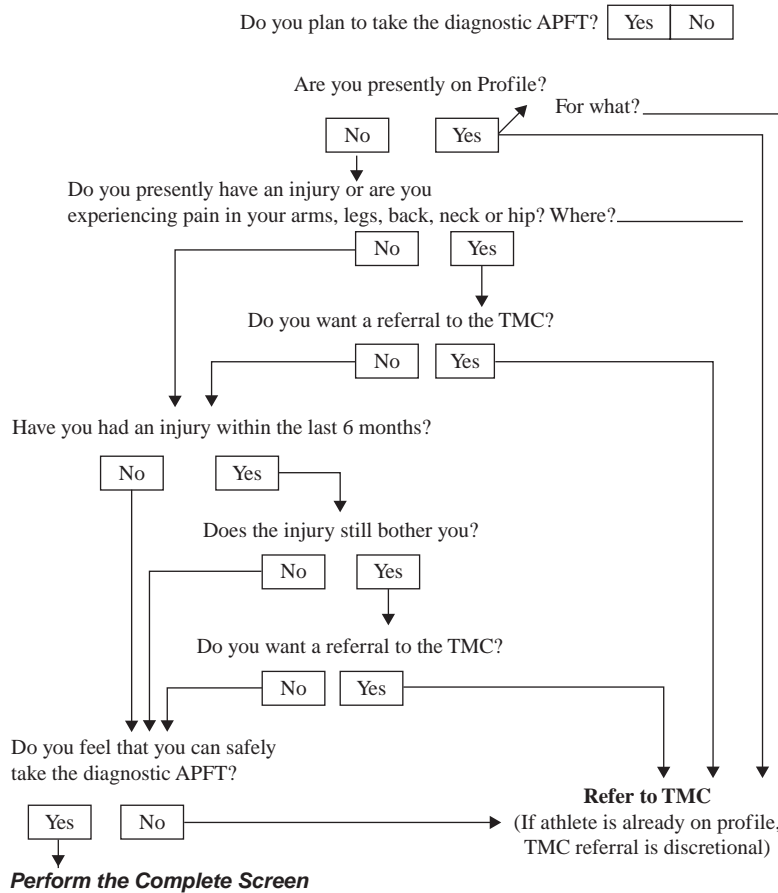 Do you plan to take the diagnostic APFT? Yes No
Are you presently on Profile?
For what?
No Yes
Do you presently have an injury or are you
experiencing pain in your arms, legs, back, neck or hip? Where?
No Yes
Do you want a referral to the TMC?
No Yes
Have you had an injury within the last 6 months?
No Yes
Does the injury still bother you?
No Yes
Do you want a referral to the TMC?
No Yes
Do you feel that you can safely
take the diagnostic APFT?
Yes No
Refer to TMC
(If athlete is already on profile,
TMC referral is discretional)
Perform the Complete Screen